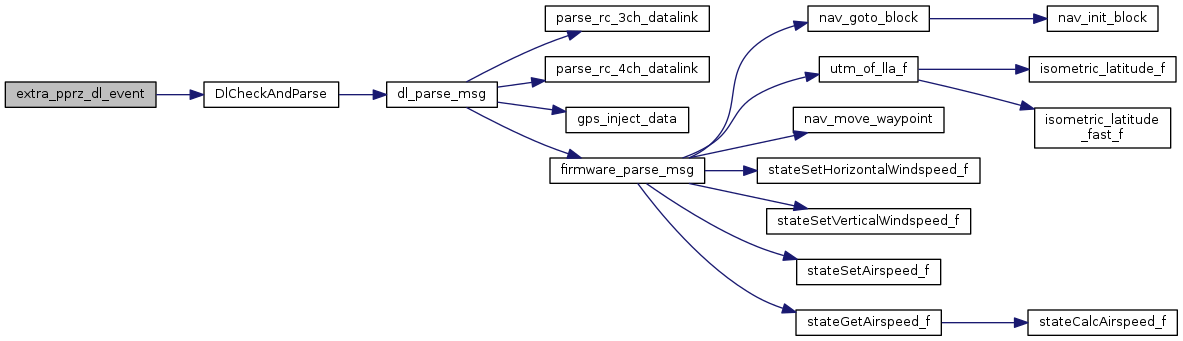 extra_pprz_dl_event
DlCheckAndParse
dl_parse_msg
parse_rc_3ch_datalink
parse_rc_4ch_datalink
gps_inject_data
firmware_parse_msg
nav_goto_block
nav_init_block
utm_of_lla_f
isometric_latitude_f
isometric_latitude
_fast_f
nav_move_waypoint
stateSetHorizontalWindspeed_f
stateSetVerticalWindspeed_f
stateSetAirspeed_f
stateGetAirspeed_f
stateCalcAirspeed_f